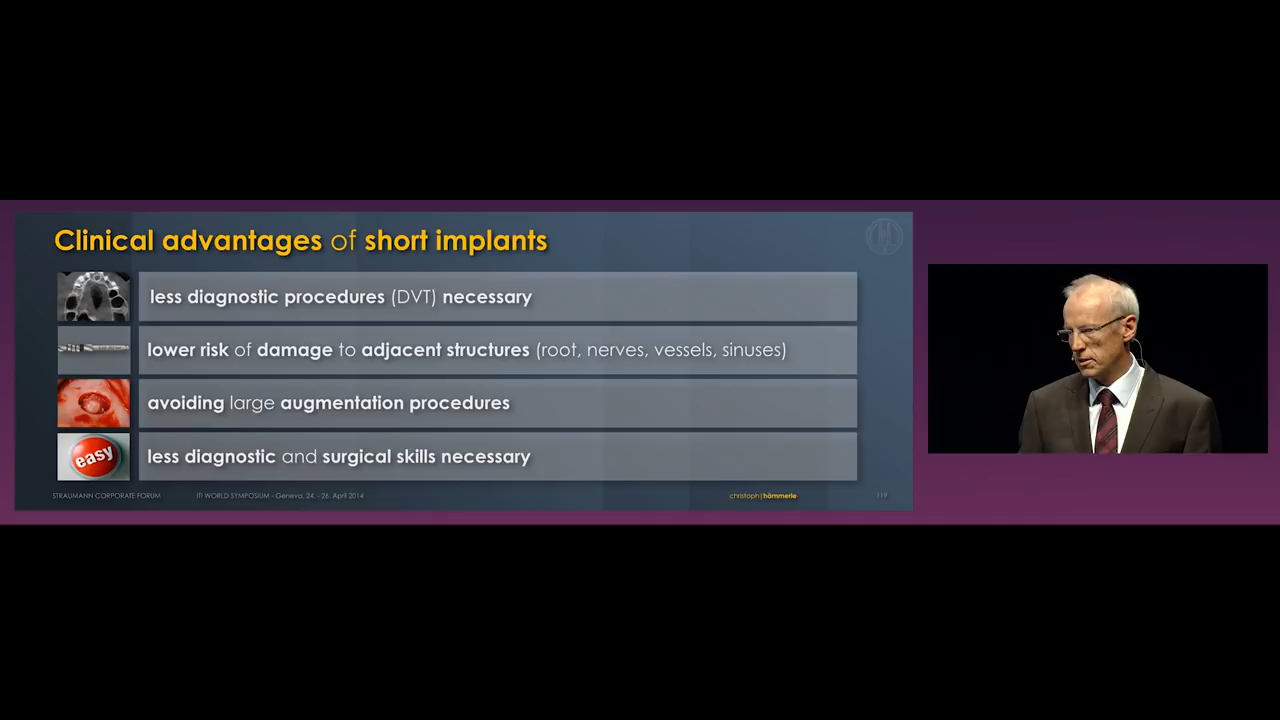 Clinical advantages of short implants
less diagnostic procedures (DVT) necessary
lower risk of damage to adjacent structures (root, nerves, vessels, sinuses)
avoiding large augmentation procedures
easy
less diagnostic and surgical skills necessary
STRAUMANN CORPORATE FORUM ITI WORLD SYMPOSIUM - Geneva, 24. - 26. April 2014 christoph|hämmerle 119